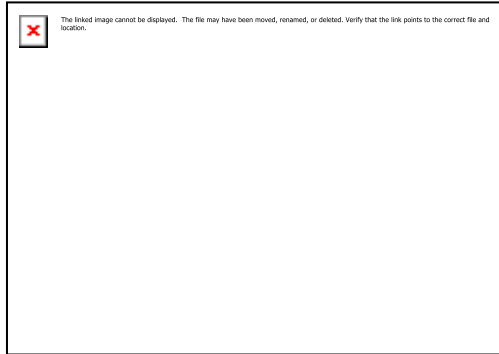 The linked image cannot be displayed.  The file may have been moved, renamed, or deleted. Verify that the link points to the correct file and
location.